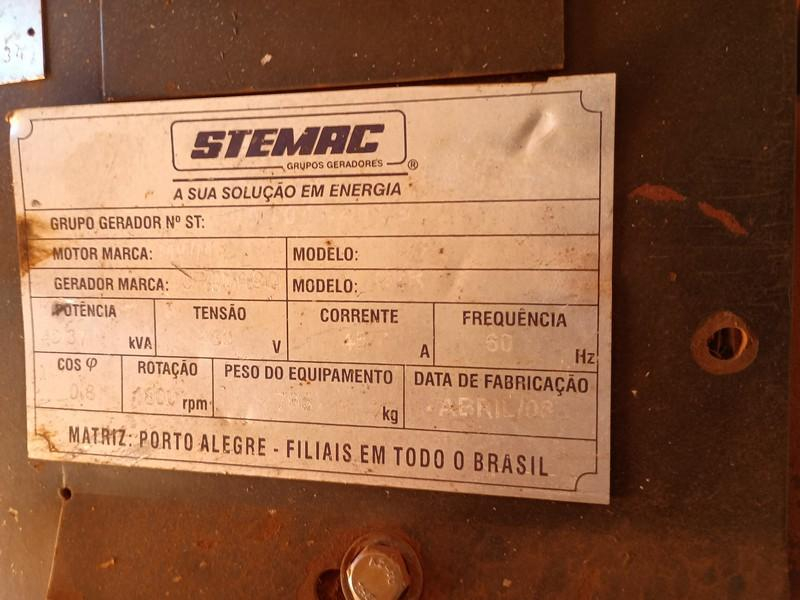 STEMAC
GRUPOS GERADORES ®
A SUA SOLUÇÃO EM ENERGIA
GRUPO GERADOR Nº ST:
MOTOR MARCA: MODELO:
GERADOR MARCA: MODELO:
POTÊNCIA TENSÃO CORRENTE FREQUÊNCIA
kVA V A 60 Hz
COS φ ROTAÇÃO PESO DO EQUIPAMENTO DATA DE FABRICAÇÃO
0,8 1800 rpm kg ABRIL/08
MATRIZ: PORTO ALEGRE - FILIAIS EM TODO O BRASIL